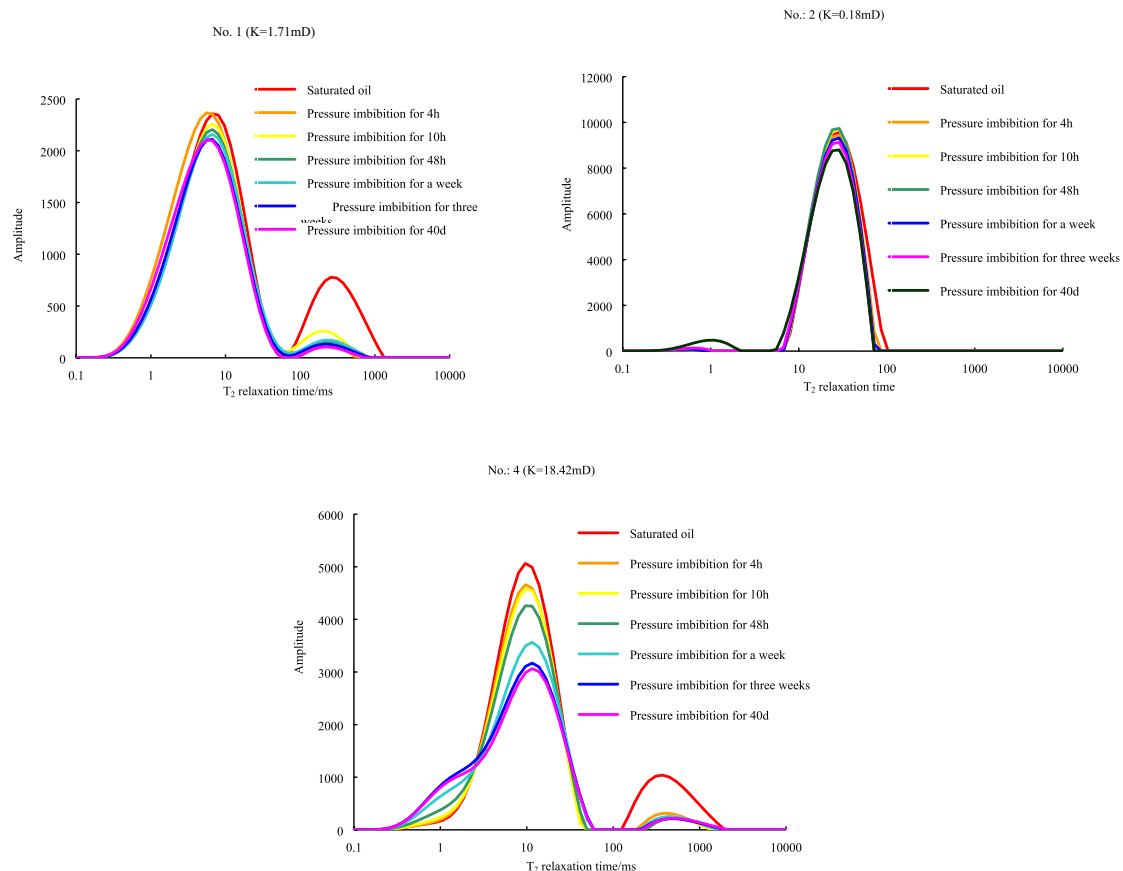 No. 1 (K=1.71mD)
Saturated oil
Pressure imbibition for 4h
Pressure imbibition for 10h
Pressure imbibition for 48h
Pressure imbibition for a week
Pressure imbibition for three
weeks
Pressure imbibition for 40d
2500
2000
1500
1000
500
0
Amplitude
0.1 1 10 100 1000 10000
T2 relaxation time/ms
No.: 2 (K=0.18mD)
Saturated oil
Pressure imbibition for 4h
Pressure imbibition for 10h
Pressure imbibition for 48h
Pressure imbibition for a week
Pressure imbibition for three weeks
Pressure imbibition for 40d
12000
10000
8000
6000
4000
2000
0
Amplitude
0.1 1 10 100 1000 10000
T2 relaxation time
No.: 4 (K=18.42mD)
Saturated oil
Pressure imbibition for 4h
Pressure imbibition for 10h
Pressure imbibition for 48h
Pressure imbibition for a week
Pressure imbibition for three weeks
Pressure imbibition for 40d
6000
5000
4000
3000
2000
1000
0
Amplitude
0.1 1 10 100 1000 10000
T2 relaxation time/ms